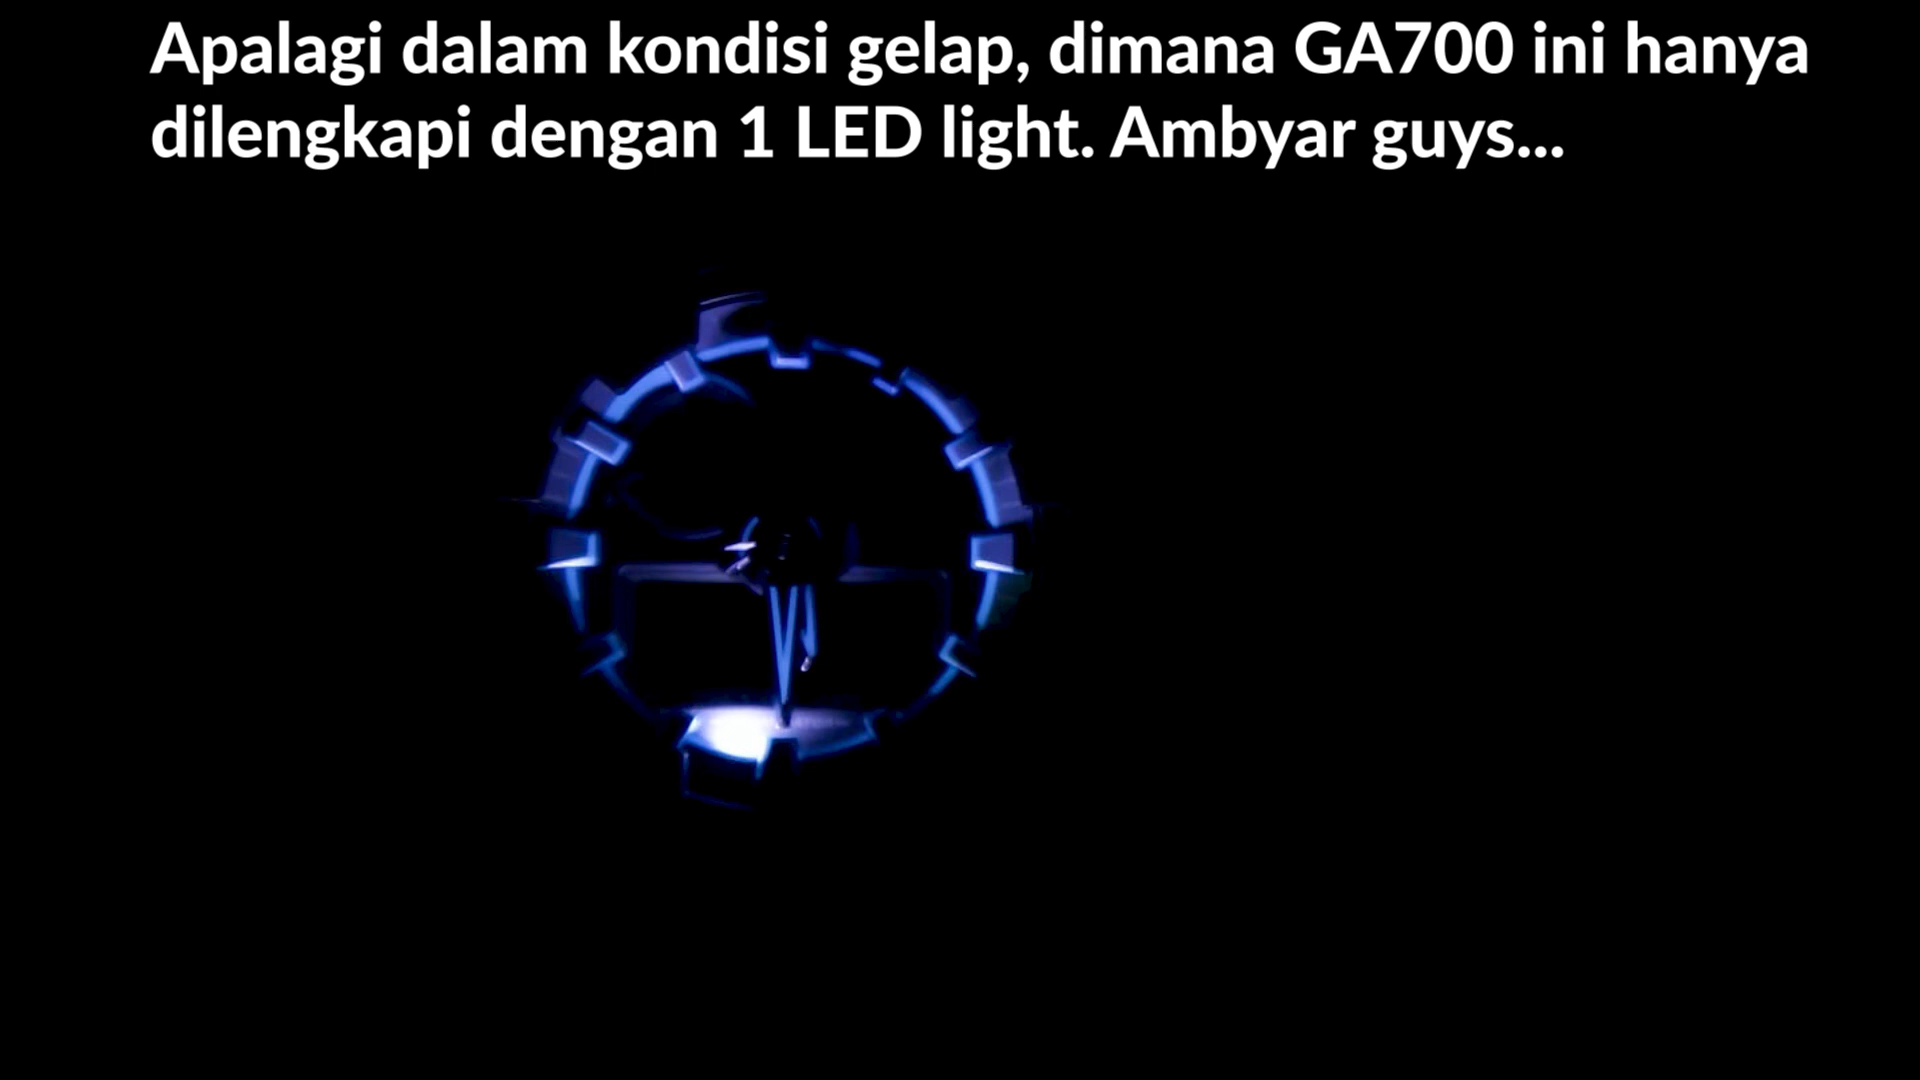 Apalagi dalam kondisi gelap, dimana GA700 ini hanya
dilengkapi dengan 1 LED light. Ambyar guys...